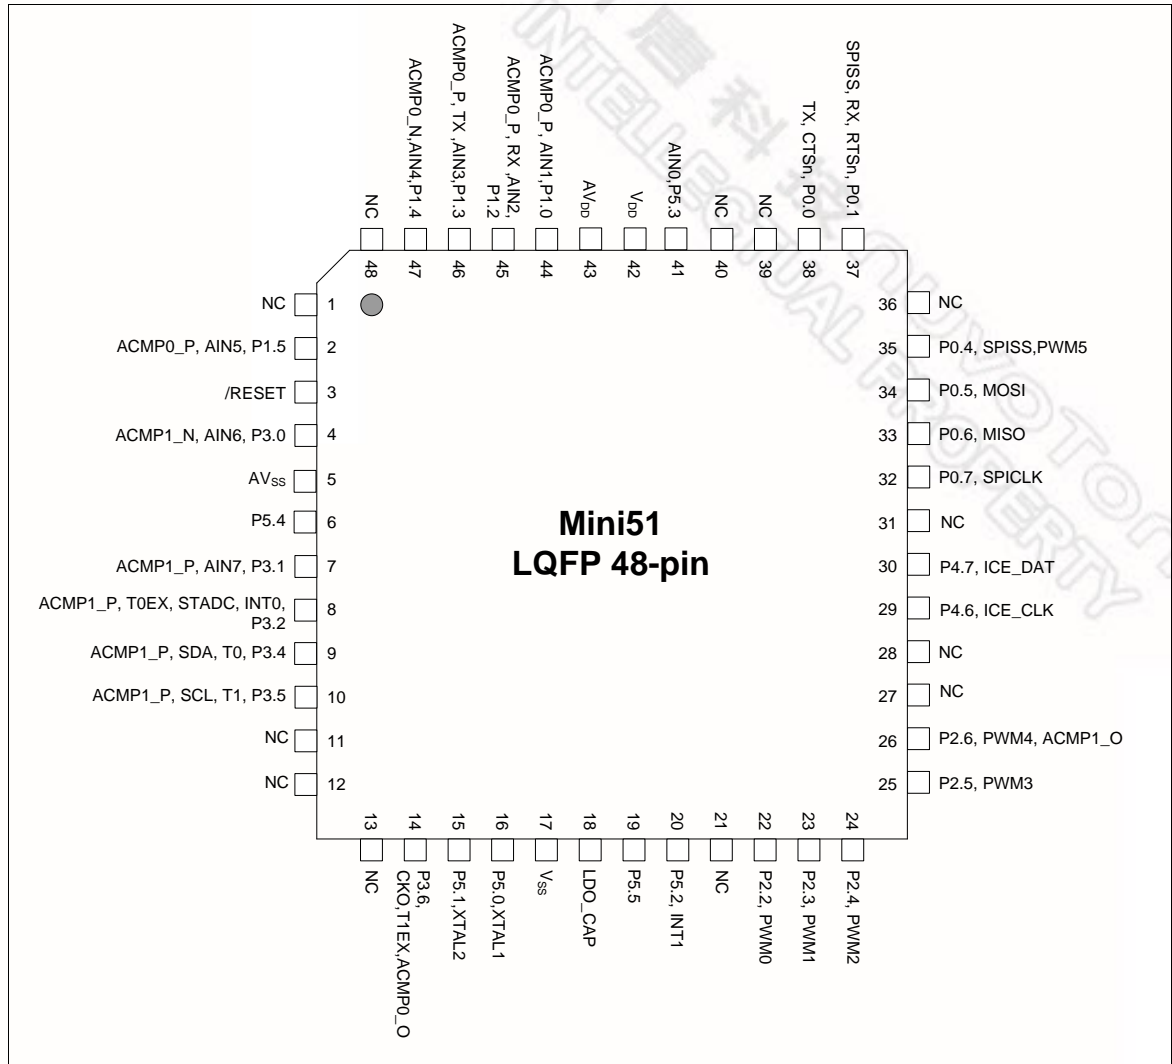 SPISS, RX, RTSn, P0.1
TX, CTSn, P0.0
NC
NC
AIN0,P5.3
VDD
AVDD
ACMP0_P, AIN1,P1.0
ACMP0_P, RX ,AIN2,
P1.2
ACMP0_P, TX ,AIN3,P1.3
ACMP0_N,AIN4,P1.4
NC
48
47
46
45
44
43
42
41
40
39
38
37
NC
1
ACMP0_P, AIN5, P1.5
2
/RESET
3
ACMP1_N, AIN6, P3.0
4
AVSS
5
P5.4
6
ACMP1_P, AIN7, P3.1
7
ACMP1_P, T0EX, STADC, INT0,
P3.2
8
ACMP1_P, SDA, T0, P3.4
9
ACMP1_P, SCL, T1, P3.5
10
NC
11
NC
12
Mini51
LQFP 48-pin
36
NC
35
P0.4, SPISS,PWM5
34
P0.5, MOSI
33
P0.6, MISO
32
P0.7, SPICLK
31
NC
30
P4.7, ICE_DAT
29
P4.6, ICE_CLK
28
NC
27
NC
26
P2.6, PWM4, ACMP1_O
25
P2.5, PWM3
13
14
15
16
17
18
19
20
21
22
23
24
NC
P3.6,
CKO,T1EX,ACMP0_O
P5.1,XTAL2
P5.0,XTAL1
VSS
LDO_CAP
P5.5
P5.2, INT1
NC
P2.2, PWM0
P2.3, PWM1
P2.4, PWM2
唐科技 nuvoTon
INTELLECTUAL PROPERTY